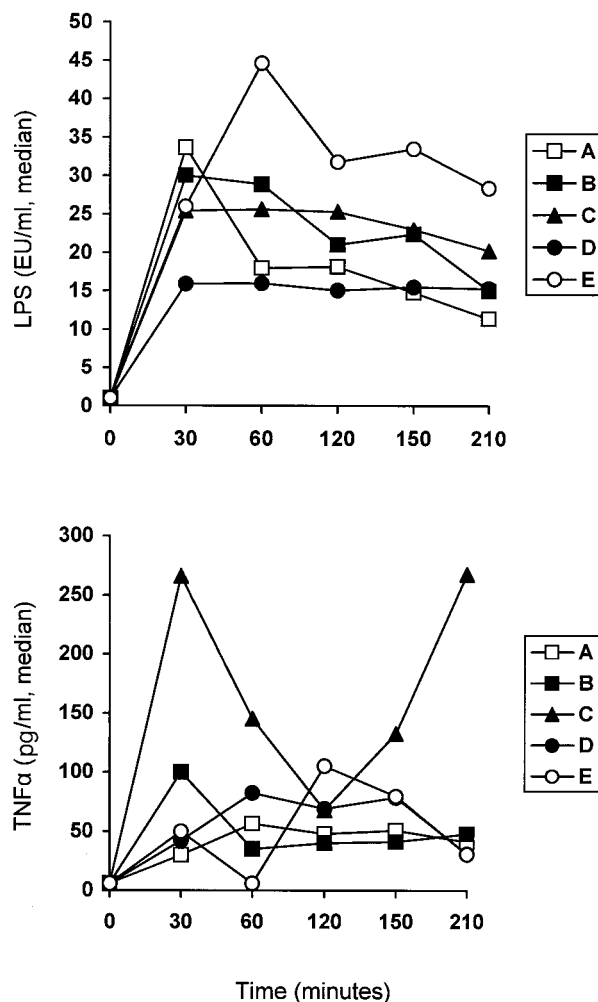 50
45
40
35
30
25
20
15
10
5
0
LPS (EU/ml, median)
0 30 60 120 150 210
A
B
C
D
E
300
250
200
150
100
50
0
TNFα (pg/ml, median)
0 30 60 120 150 210
A
B
C
D
E
Time (minutes)